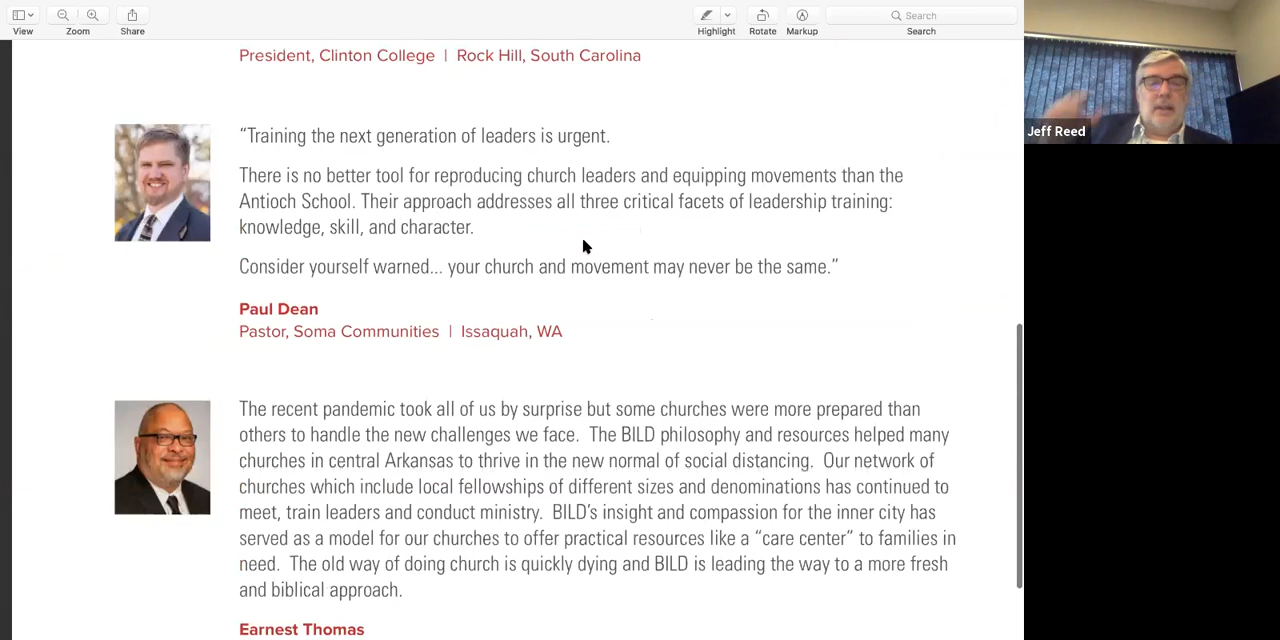 View
Zoom
Share
Highlight
Rotate
Markup
Search
Search
President, Clinton College | Rock Hill, South Carolina
Jeff Reed
“Training the next generation of leaders is urgent.
There is no better tool for reproducing church leaders and equipping movements than the
Antioch School. Their approach addresses all three critical facets of leadership training:
knowledge, skill, and character.
Consider yourself warned... your church and movement may never be the same.”
Paul Dean
Pastor, Soma Communities | Issaquah, WA
The recent pandemic took all of us by surprise but some churches were more prepared than
others to handle the new challenges we face. The BILD philosophy and resources helped many
churches in central Arkansas to thrive in the new normal of social distancing. Our network of
churches which include local fellowships of different sizes and denominations has continued to
meet, train leaders and conduct ministry. BILD’s insight and compassion for the inner city has
served as a model for our churches to offer practical resources like a “care center” to families in
need. The old way of doing church is quickly dying and BILD is leading the way to a more fresh
and biblical approach.
Earnest Thomas